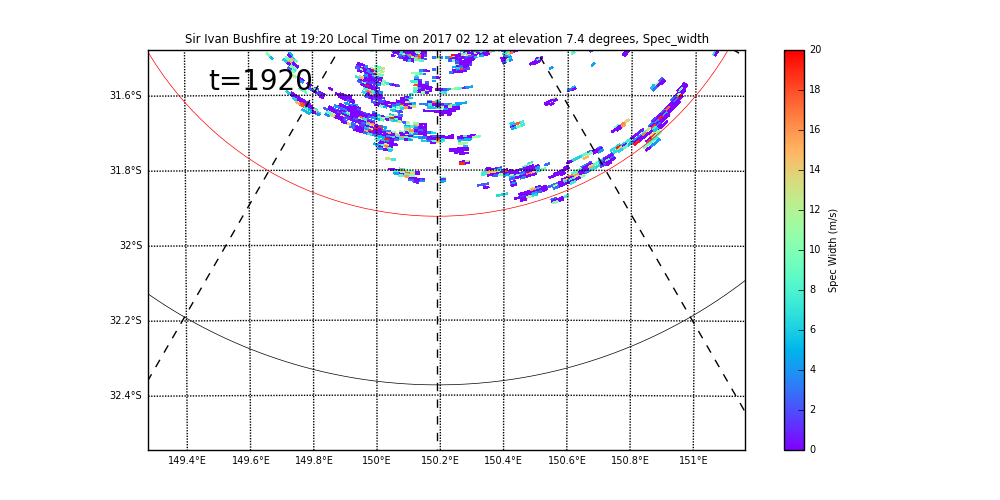 Sir Ivan Bushfire at 19:20 Local Time on 2017 02 12 at elevation 7.4 degrees, Spec_width
t=1920
31.6°S
31.8°S
32°S
32.2°S
32.4°S
149.4°E 149.6°E 149.8°E 150°E 150.2°E 150.4°E 150.6°E 150.8°E 151°E
20
18
16
14
12
10
8
6
4
2
0
Spec Width (m/s)